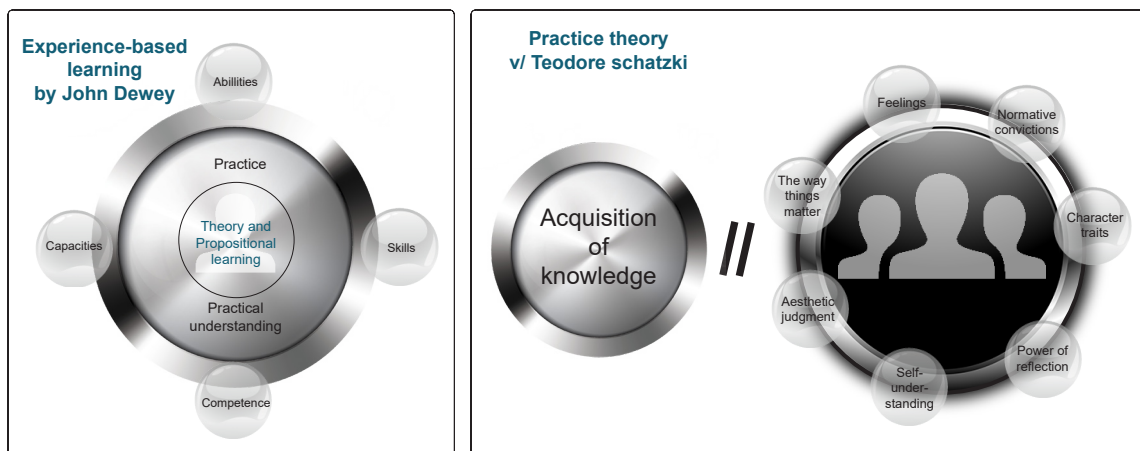 Experience-based
learning
by John Dewey
Abillities
Practice
Capacities
Theory and
Propositional
learning
Skills
Practical
understanding
Competence
Practice theory
v/ Teodore schatzki
Acquisition
of
knowledge
Feelings
Normative
convictions
The way
things
matter
Character
traits
Aesthetic
judgment
Power of
reflection
Self-
under-
standing